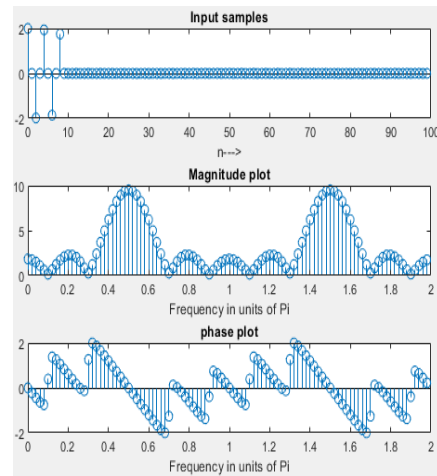 Input samples
2
0
-2
0 10 20 30 40 50 60 70 80 90 100
n--->
Magnitude plot
10
5
0
0 0.2 0.4 0.6 0.8 1 1.2 1.4 1.6 1.8 2
Frequency in units of Pi
phase plot
2
0
-2
0 0.2 0.4 0.6 0.8 1 1.2 1.4 1.6 1.8 2
Frequency in units of Pi